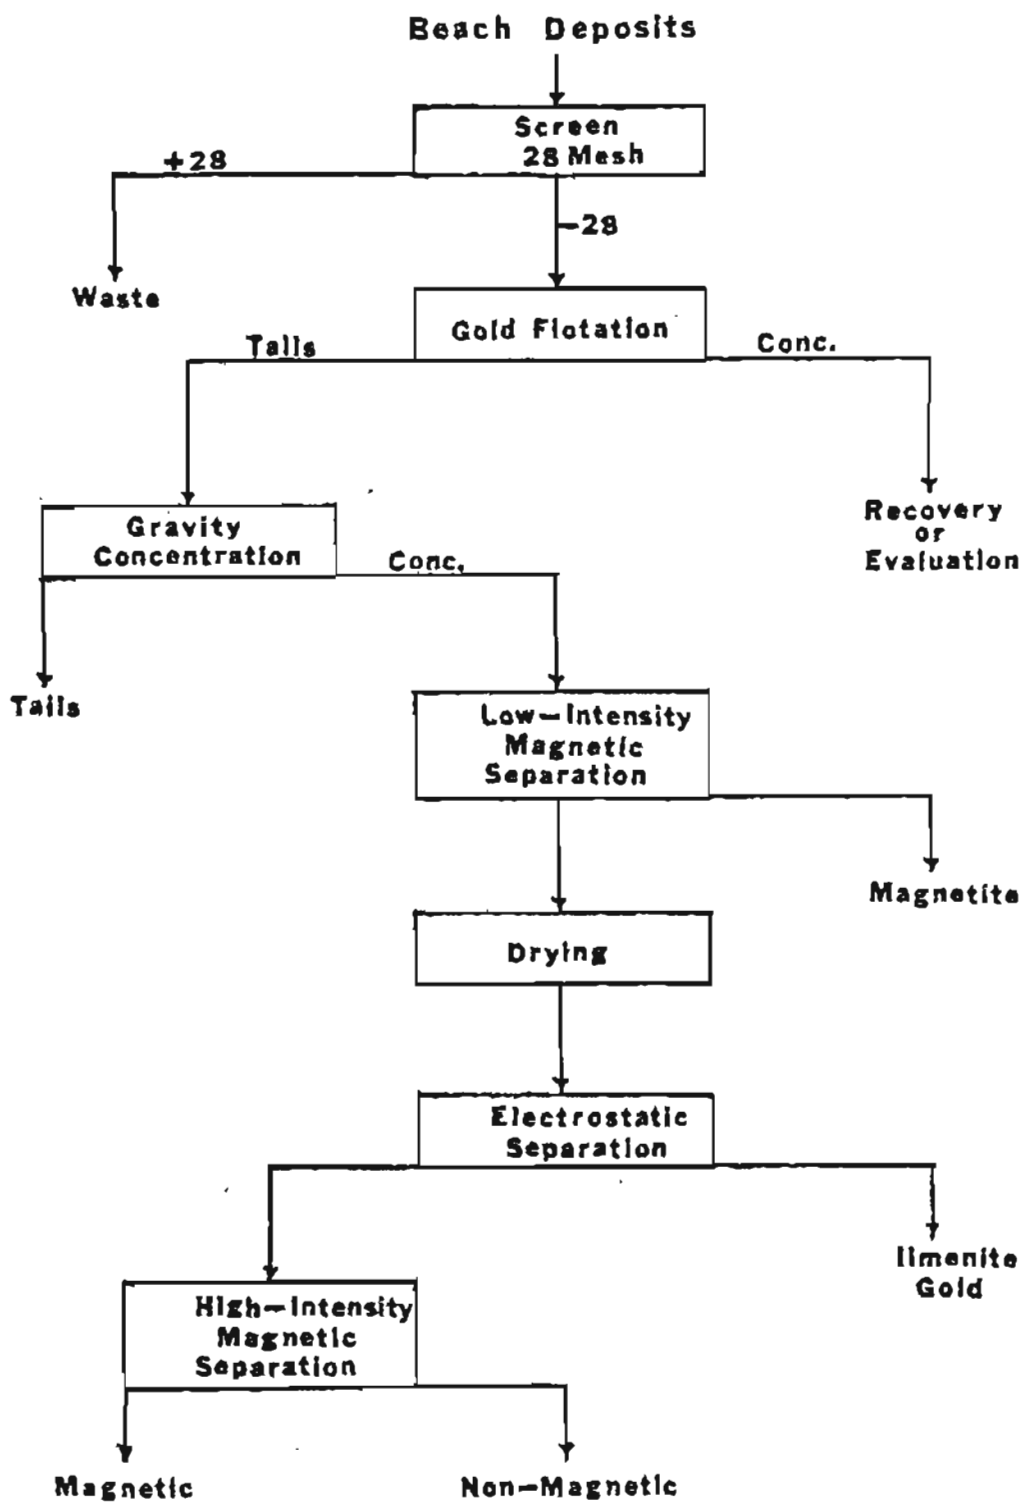 Beach Deposits
Screen
28 Mesh
+28
-28
Waste
Gold Flotation
Tails
Conc.
Recovery
or
Evaluation
Gravity
Concentration
Conc.
Tails
Low-Intensity
Magnetic
Separation
Magnetite
Drying
Electrostatic
Separation
Ilmenite
Gold
High-Intensity
Magnetic
Separation
Magnetic
Non-Magnetic